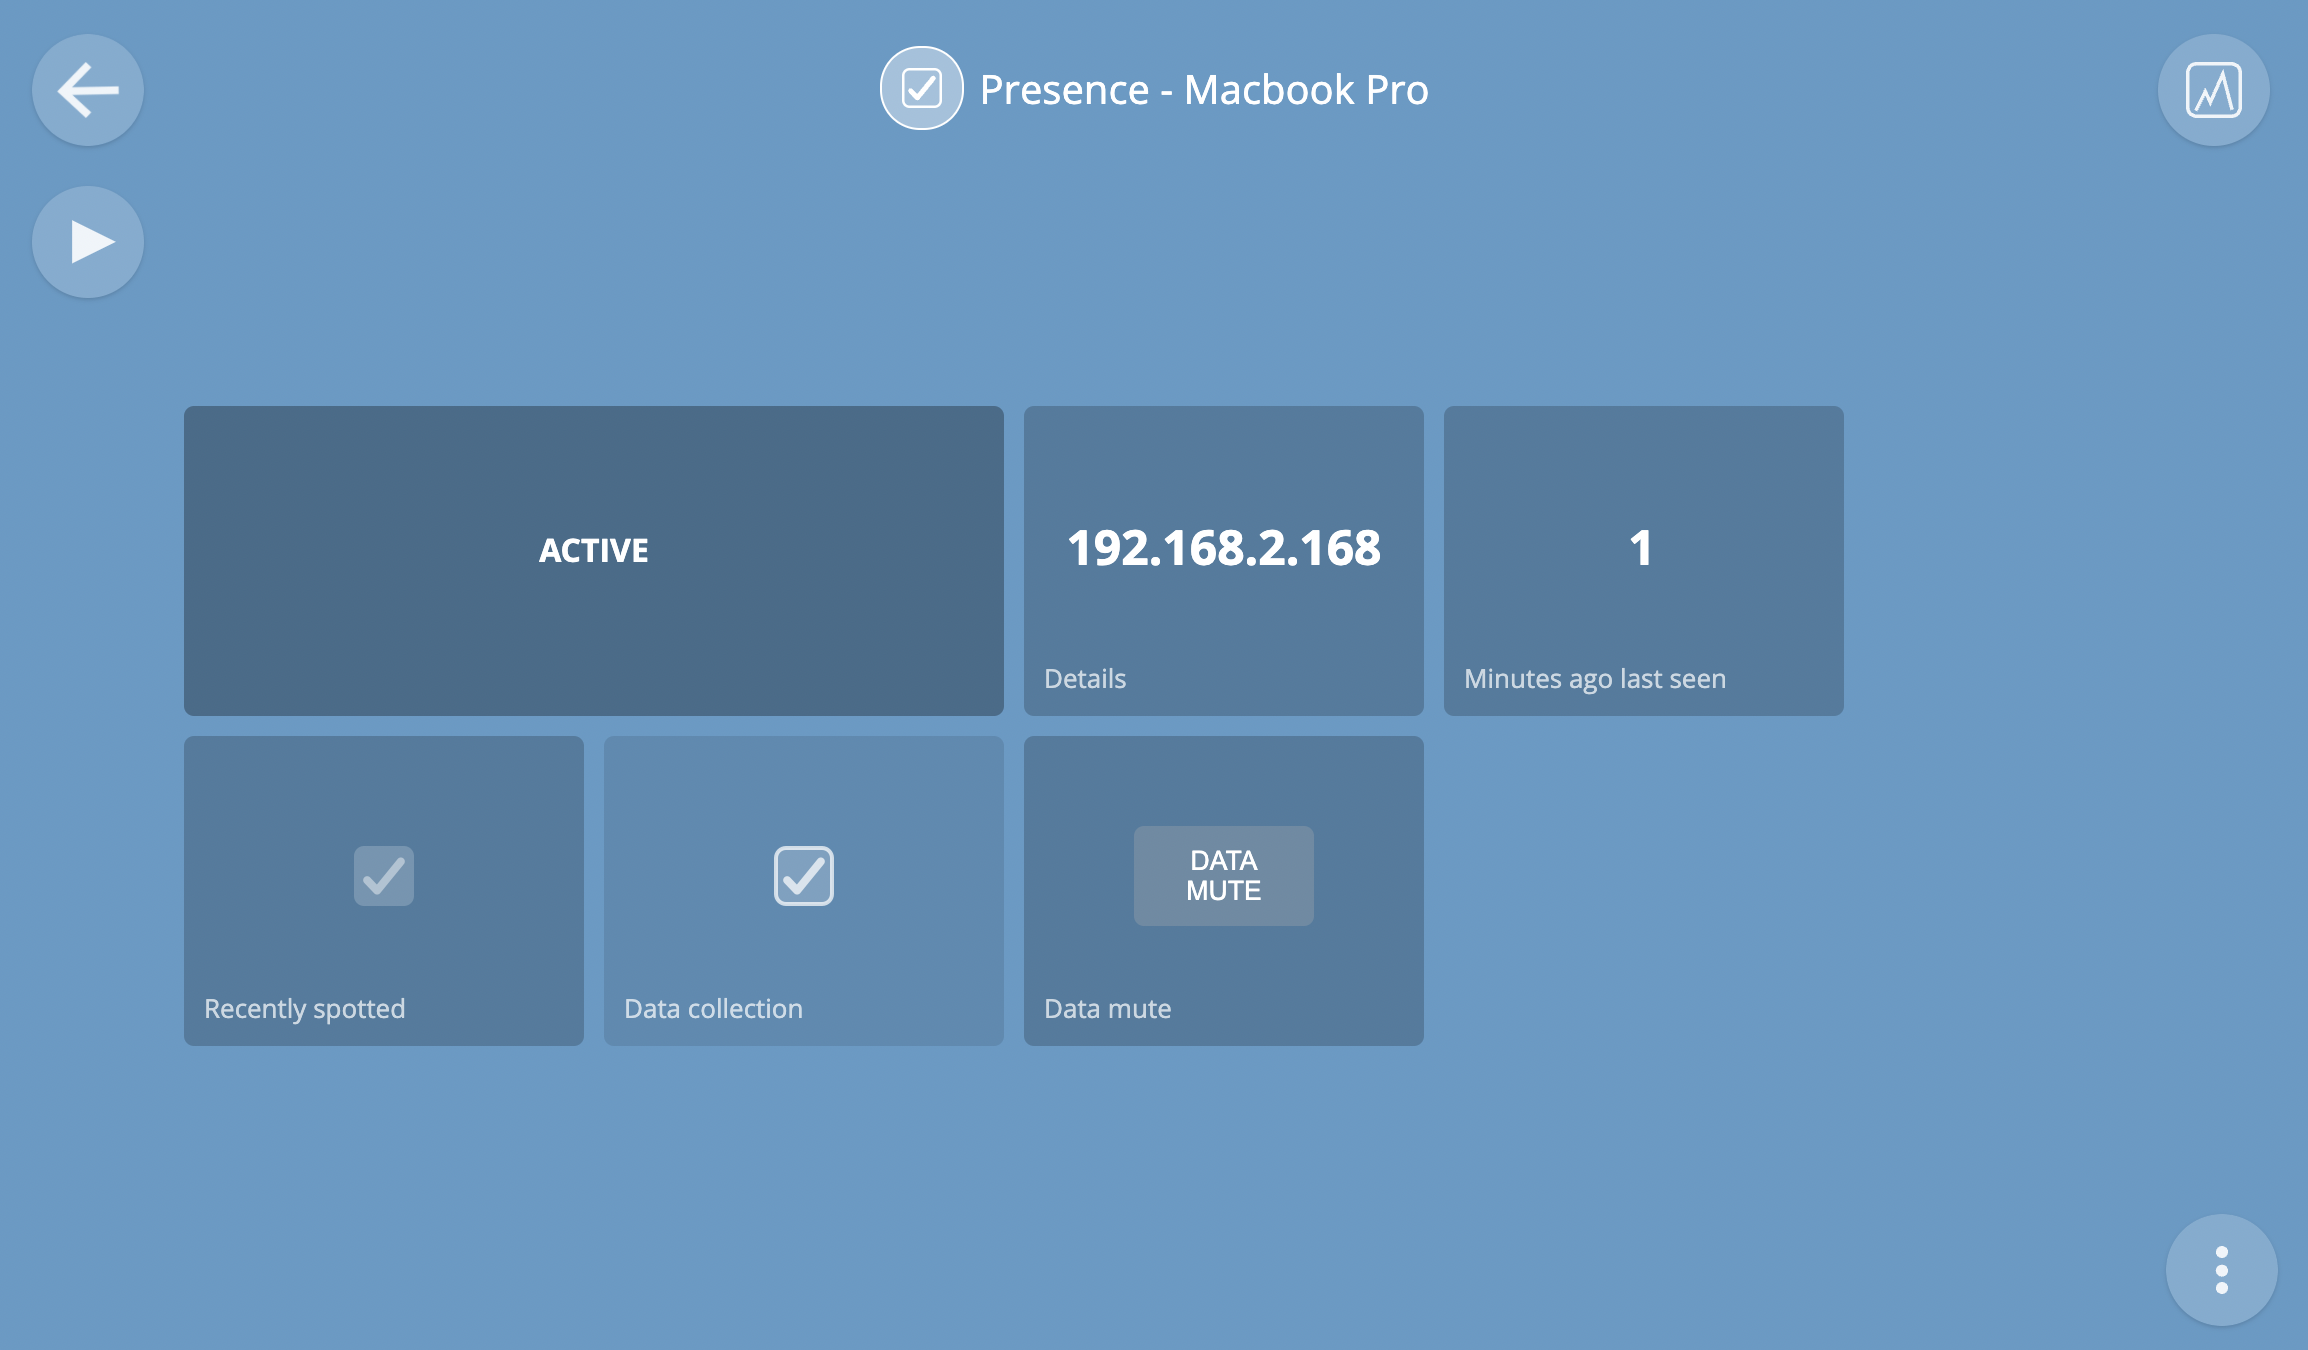 Presence - Macbook Pro
ACTIVE
192.168.2.168
Details
1
Minutes ago last seen
Recently spotted
Data collection
DATA
MUTE
Data mute